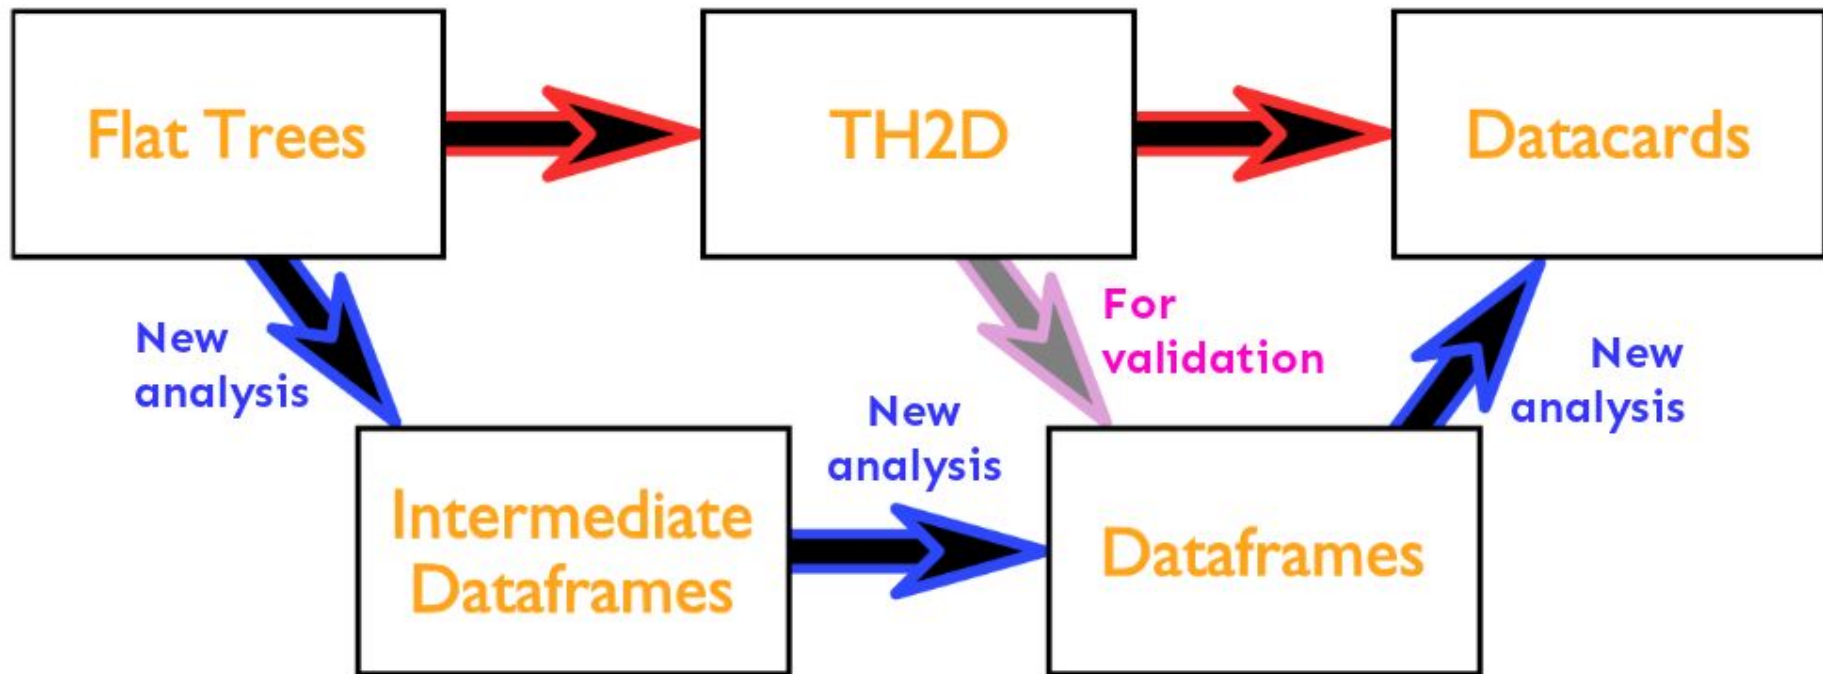 Flat Trees
TH2D
Datacards
New
analysis
For
validation
New
analysis
New
analysis
Intermediate
Dataframes
Dataframes